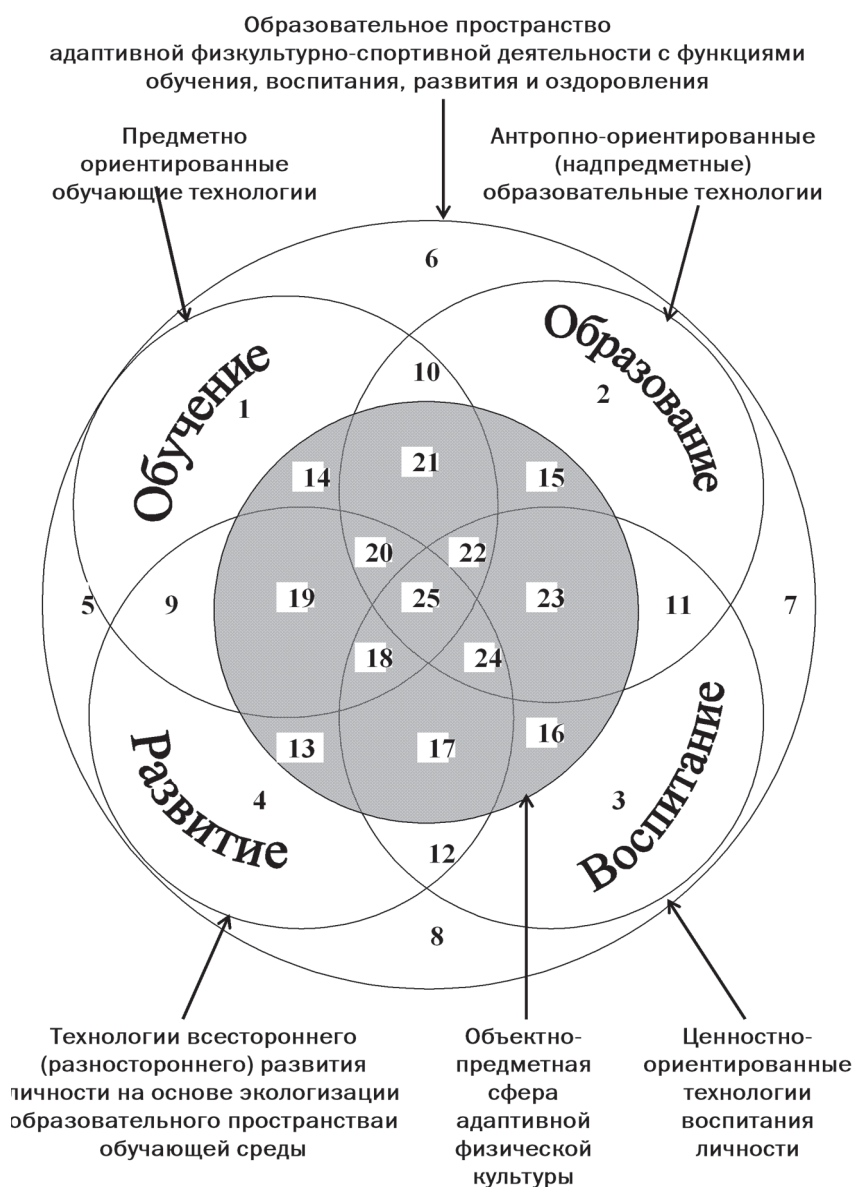 Образовательное пространство
адаптивной физкультурно-спортивной деятельности с функциями
обучения, воспитания, развития и оздоровления
Предметно
ориентированные
обучающие технологии
Антропно-ориентированные
(надпредметные)
образовательные технологии
6
Обучение
Образование
10
1
2
14
21
15
20
22
5
9
19
25
23
11
7
18
24
13
17
16
Развитие
Воспитание
4
3
12
8
Технологии всестороннего
(разностороннего) развития
личности на основе экологизации
образовательного пространстваи
обучающей среды
Объектно-
предметная
сфера
адаптивной
физической
культуры
Ценностно-
ориентированные
технологии
воспитания
личности